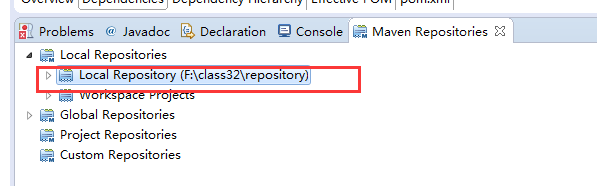 Overview Dependencies Dependency Hierarchy Effective POM pom.xml
Problems @ Javadoc Declaration Console Maven Repositories
Local Repositories
Local Repository (F:\class32\repository)
Workspace Projects
Global Repositories
Project Repositories
Custom Repositories